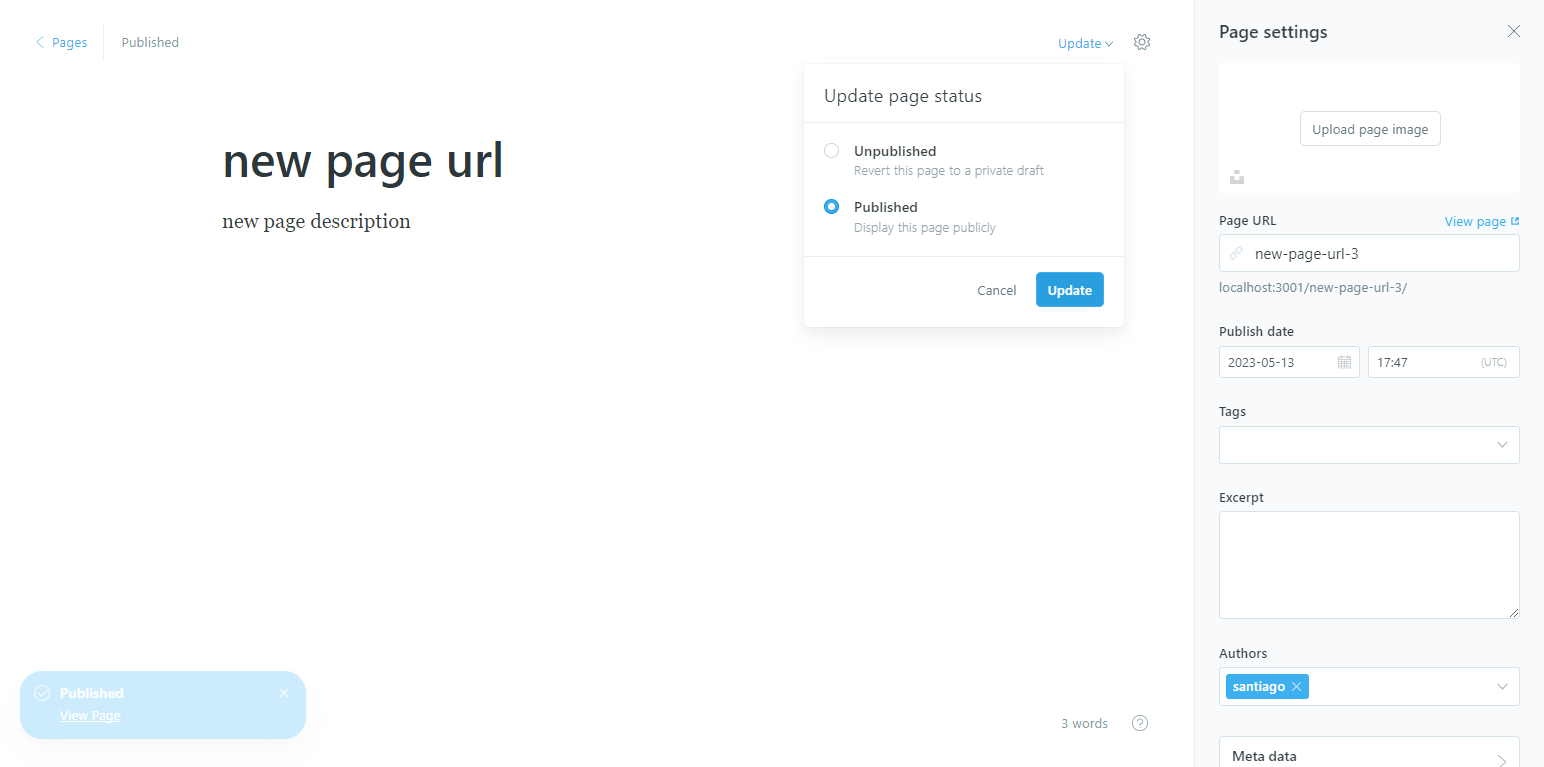 Pages
Published
Update
new page url
new page description
Update page status
Unpublished
Revert this page to a private draft
Published
Display this page publicly
Cancel
Update
Published
View Page
3 words
?
Page settings
Upload page image
Page URL
View page
new-page-url-3
localhost:3001/new-page-url-3/
Publish date
2023-05-13
17:47
(UTC)
Tags
Excerpt
Authors
santiago
Meta data